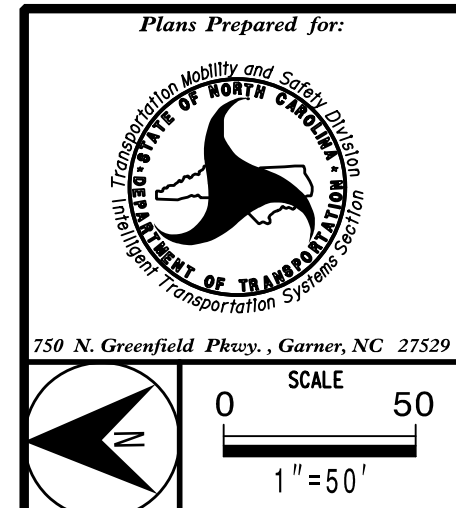 Plans Prepared for:
Transportation Mobility and Safety Division
STATE OF NORTH CAROLINA
DEPARTMENT OF TRANSPORTATION
Intelligent Transportation Systems Section
750 N. Greenfield Pkwy. , Garner, NC 27529
N
SCALE
0 50
1"=50'